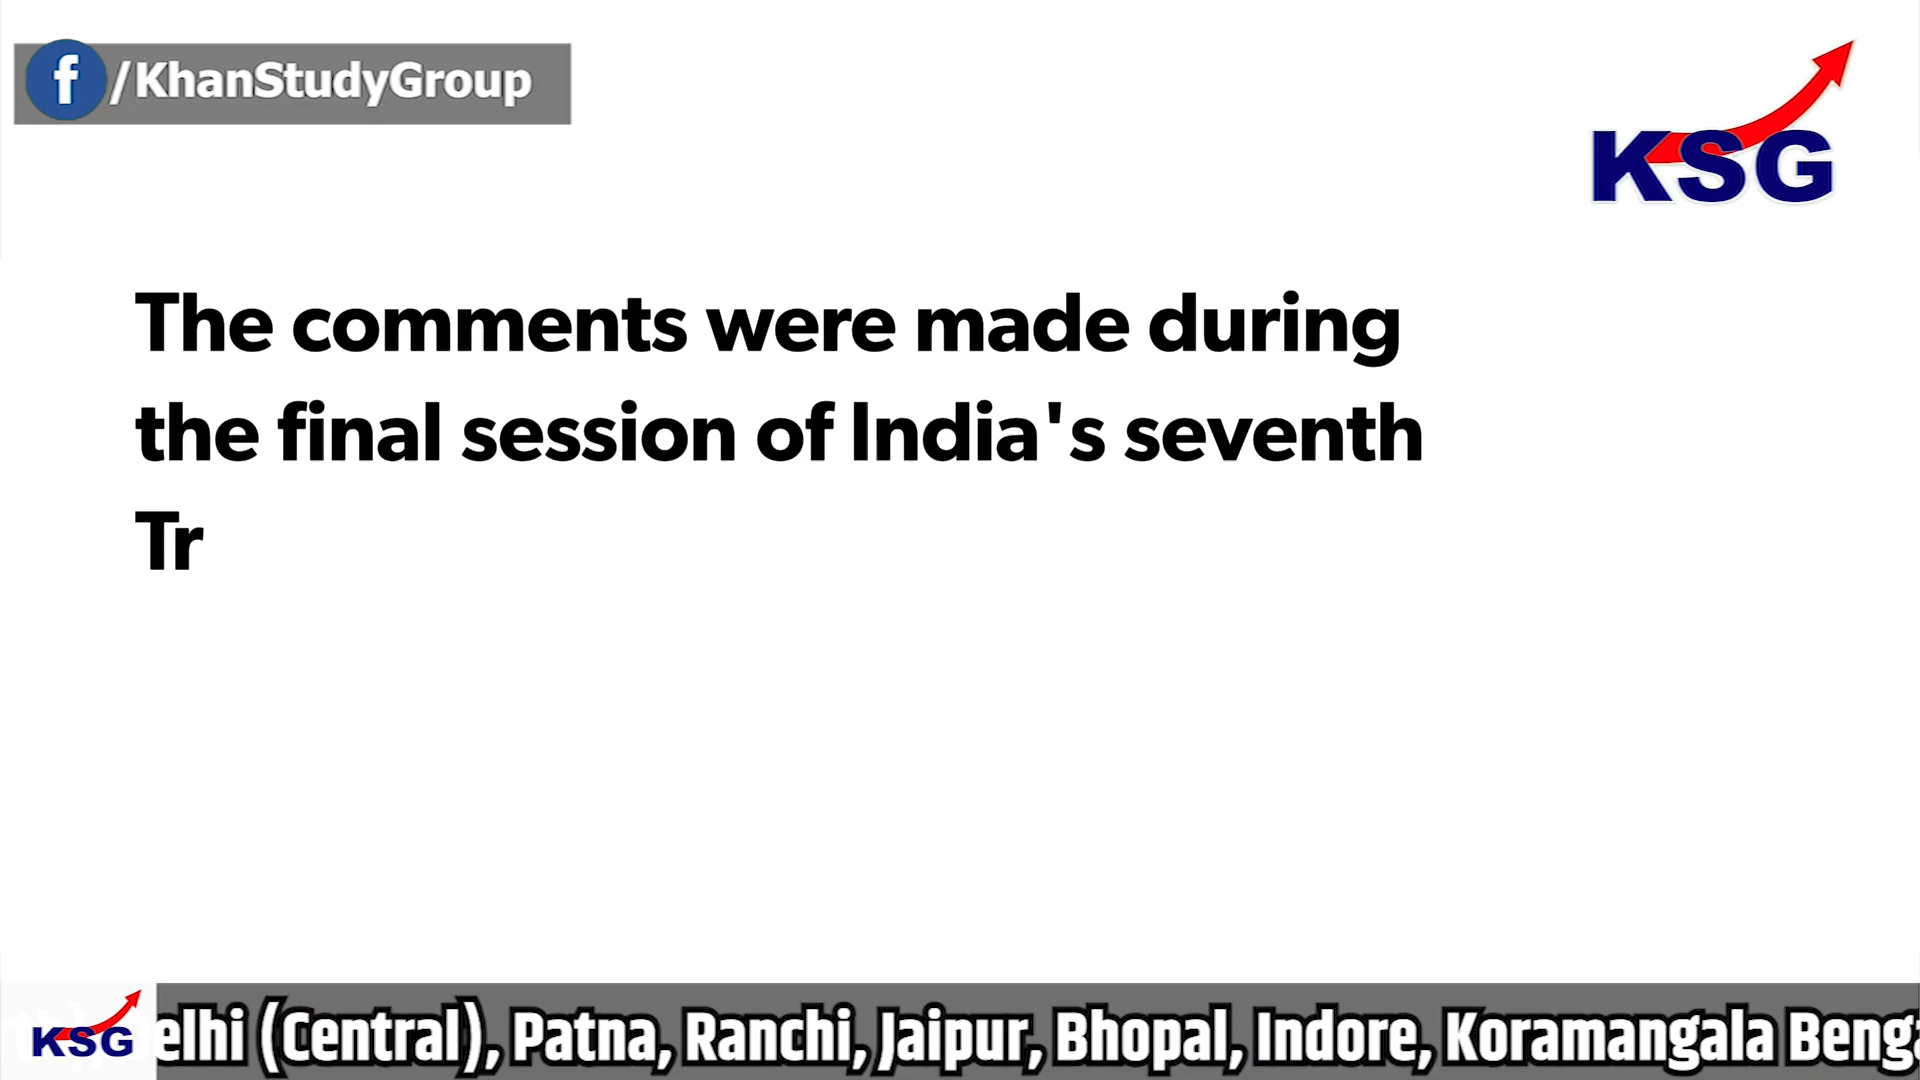 f/KhanStudyGroup
KSG
The comments were made during
the final session of India's seventh
Tr
KSG
elhi (Central), Patna, Ranchi, Jaipur, Bhopal, Indore, Koramangala Benga